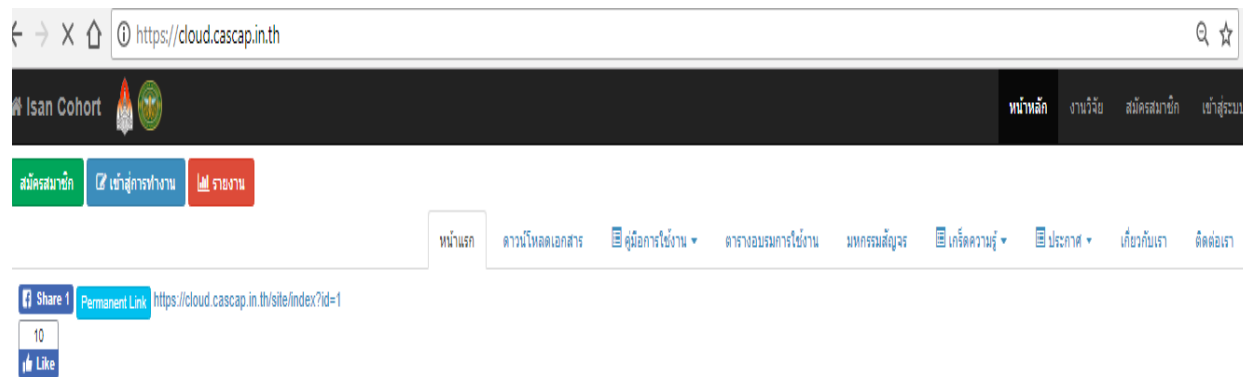 https://cloud.cascap.in.th
Isan Cohort หน้าหลัก งานวิจัย สมัครสมาชิก เข้าสู่ระบบ
สมัครสมาชิก เข้าสู่การทำงาน รายงาน
หน้าแรก ดาวน์โหลดเอกสาร คู่มือการใช้งาน ตารางอบรมการใช้งาน มหกรรมสัญจร เกร็ดความรู้ ประกาศ เกี่ยวกับเรา ติดต่อเรา
Share 1 Permanent Link https://cloud.cascap.in.th/site/index?id=1
10
Like